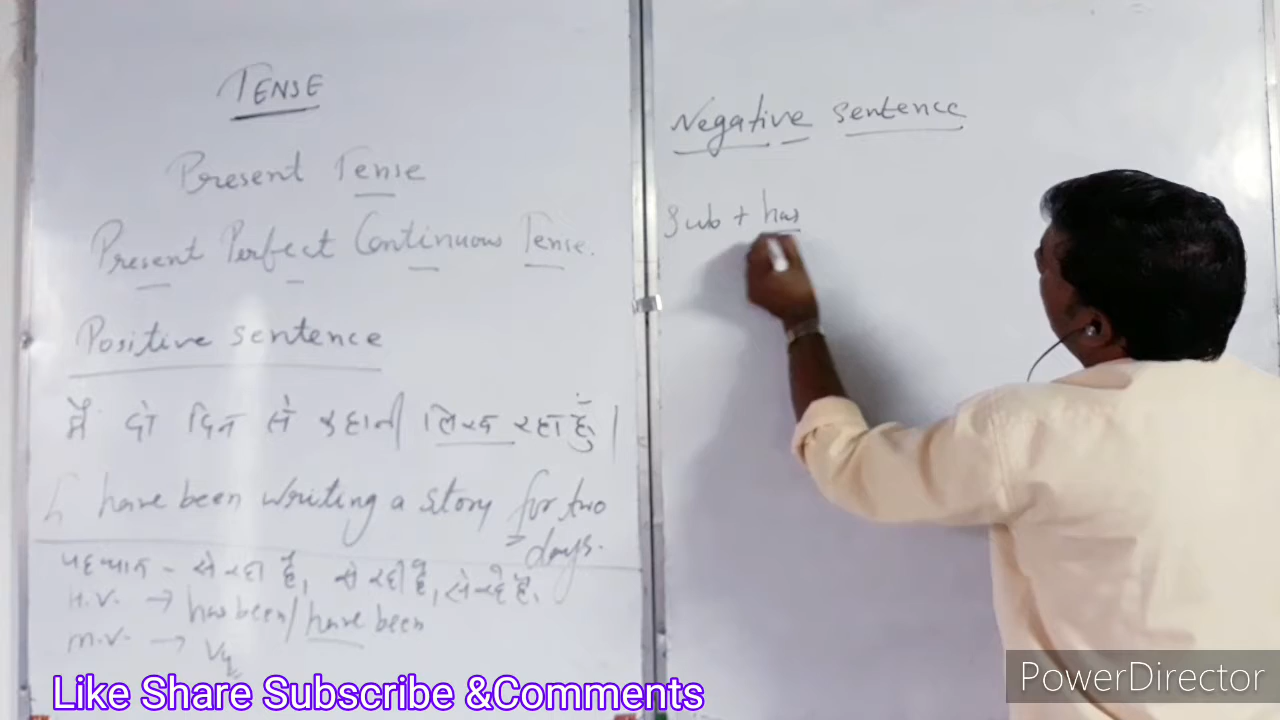 TENSE
Present Tense
Present Perfect Continuous Tense.
Positive sentence
मैं दो दिन से कहानी लिख रहा हूँ।
I have been writing a story for two
days.
पहचान - से रहा है, से रही है, से रहे हैं,
H.V. → has been/have been
M.V. → V4
Negative sentence
Sub + has
Like Share Subscribe &Comments
PowerDirector